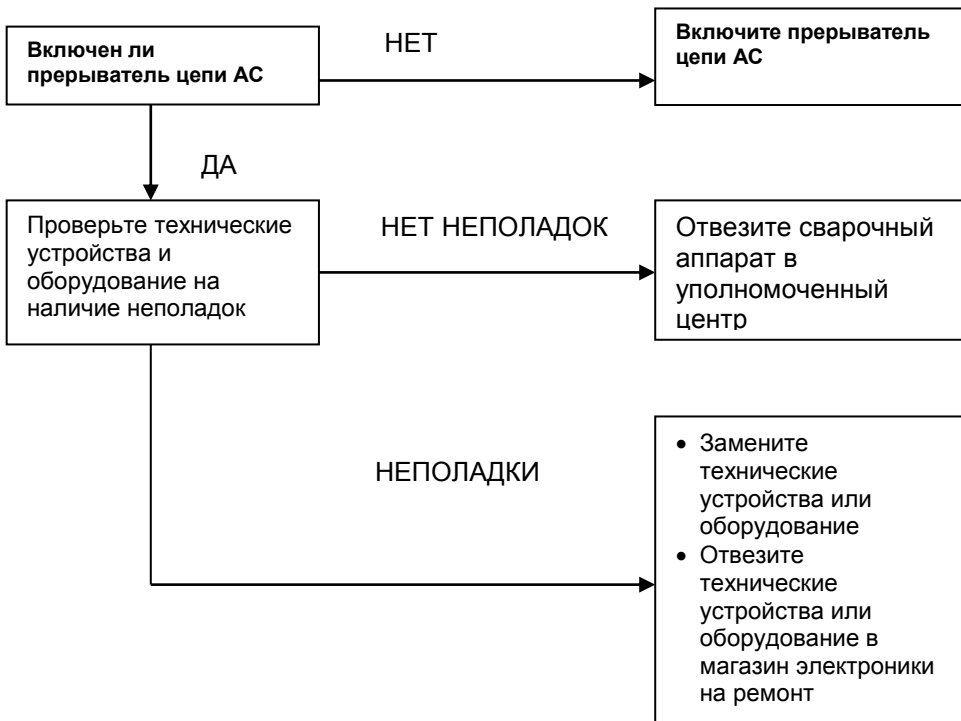 Включен ли
прерыватель цепи АС
НЕТ
Включите прерыватель
цепи АС
ДА
Проверьте технические
устройства и
оборудование на
наличие неполадок
НЕТ НЕПОЛАДОК
Отвезите сварочный
аппарат в
уполномоченный
центр
НЕПОЛАДКИ
• Замените
технические
устройства или
оборудование
• Отвезите
технические
устройства или
оборудование в
магазин электроники
на ремонт